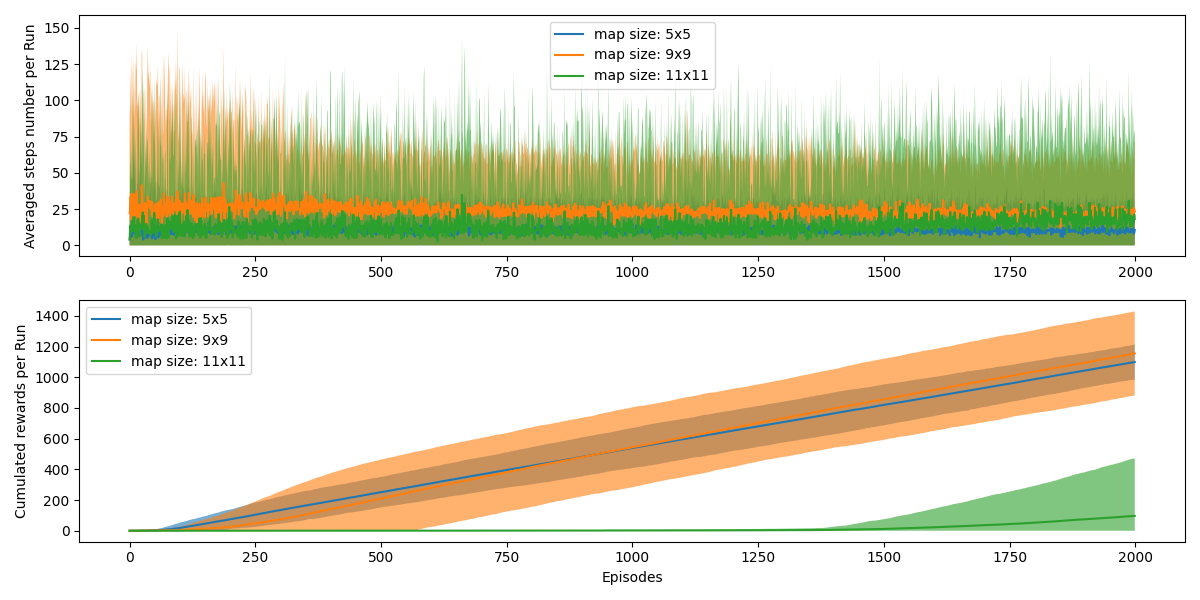 Averaged steps number per Run
150
125
100
75
50
25
0
map size: 5x5
map size: 9x9
map size: 11x11
0 250 500 750 1000 1250 1500 1750 2000
Cumulated rewards per Run
1400
1200
1000
800
600
400
200
0
map size: 5x5
map size: 9x9
map size: 11x11
0 250 500 750 1000 1250 1500 1750 2000
Episodes